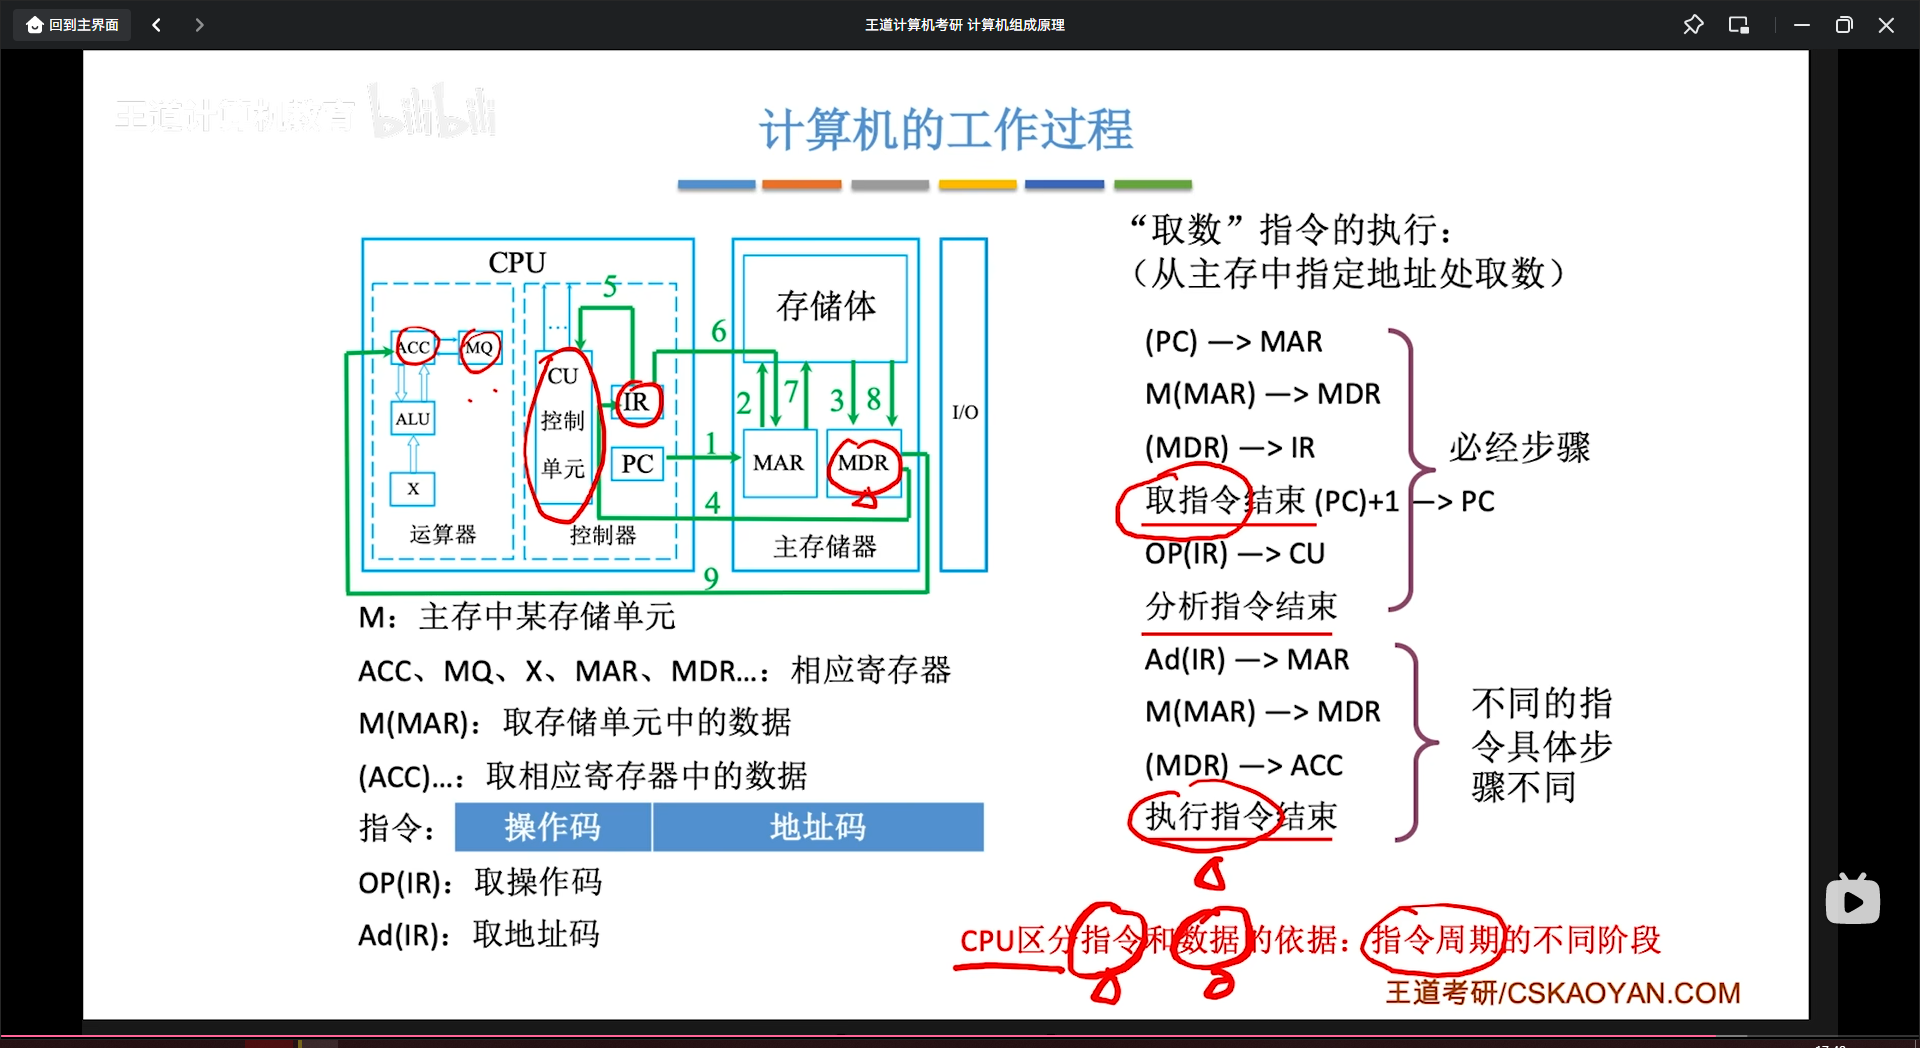 回到主界面
王道计算机考研 计算机组成原理
王道计算机教育 bilibili
计算机的工作过程
“取数”指令的执行：
（从主存中指定地址处取数）
CPU
5
6
存储体
ACC
MQ
CU
控制
单元
IR
2
7
3
8
I/O
ALU
PC
1
MAR
MDR
X
4
运算器
控制器
主存储器
9
(PC) —> MAR
M(MAR) —> MDR
(MDR) —> IR
取指令结束 (PC)+1 —> PC
OP(IR) —> CU
分析指令结束
必经步骤
Ad(IR) —> MAR
M(MAR) —> MDR
(MDR) —> ACC
执行指令结束
不同的指
令具体步
骤不同
M：主存中某存储单元
ACC、MQ、X、MAR、MDR...：相应寄存器
M(MAR)：取存储单元中的数据
(ACC)...：取相应寄存器中的数据
指令： 操作码 地址码
OP(IR)：取操作码
Ad(IR)：取地址码
CPU区分指令和数据的依据：指令周期的不同阶段
王道考研/CSKAOYAN.COM